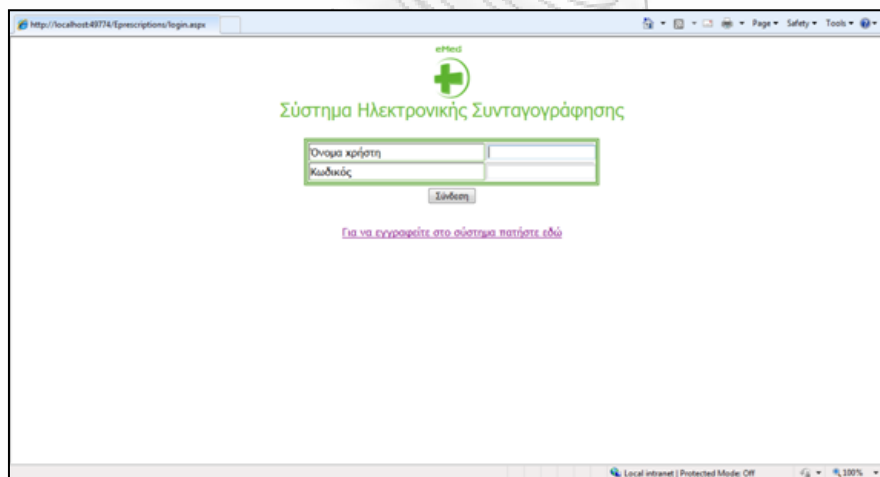 http://localhost:49774/Eprescriptions/login.aspx
Page Safety Tools
eMed
Σύστημα Ηλεκτρονικής Συνταγογράφησης
Όνομα χρήστη
Κωδικός
Σύνδεση
Για να εγγραφείτε στο σύστημα πατήστε εδώ
Local intranet | Protected Mode: Off 100%